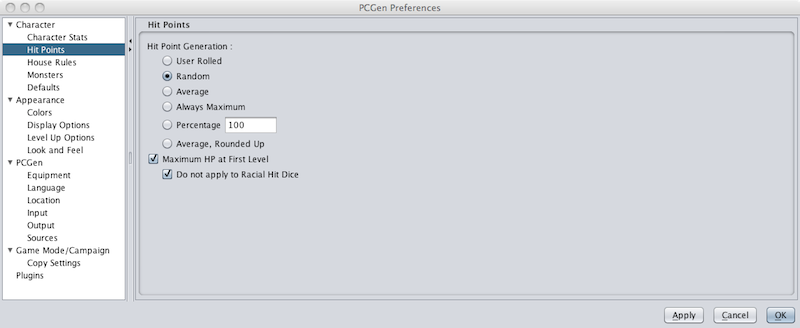 PCGen Preferences
Character
Character Stats
Hit Points
House Rules
Monsters
Defaults
Appearance
Colors
Display Options
Level Up Options
Look and Feel
PCGen
Equipment
Language
Location
Input
Output
Sources
Game Mode/Campaign
Copy Settings
Plugins
Hit Points
Hit Point Generation :
User Rolled
Random
Average
Always Maximum
Percentage 100
Average, Rounded Up
Maximum HP at First Level
Do not apply to Racial Hit Dice
Apply Cancel OK